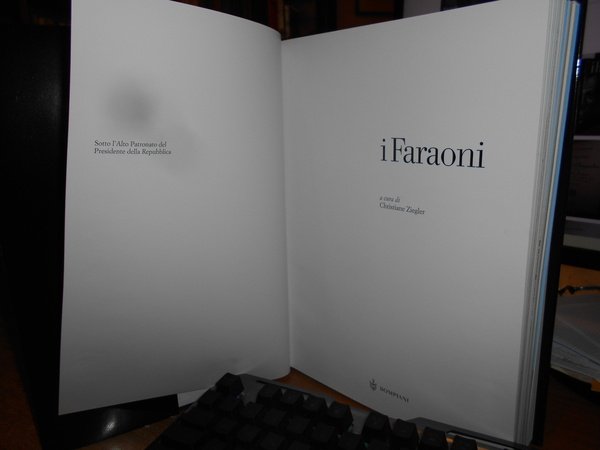 Sotto l'Alto Patronato del
Presidente della Repubblica
i Faraoni
a cura di
Christiane Ziegler
BOMPIANI